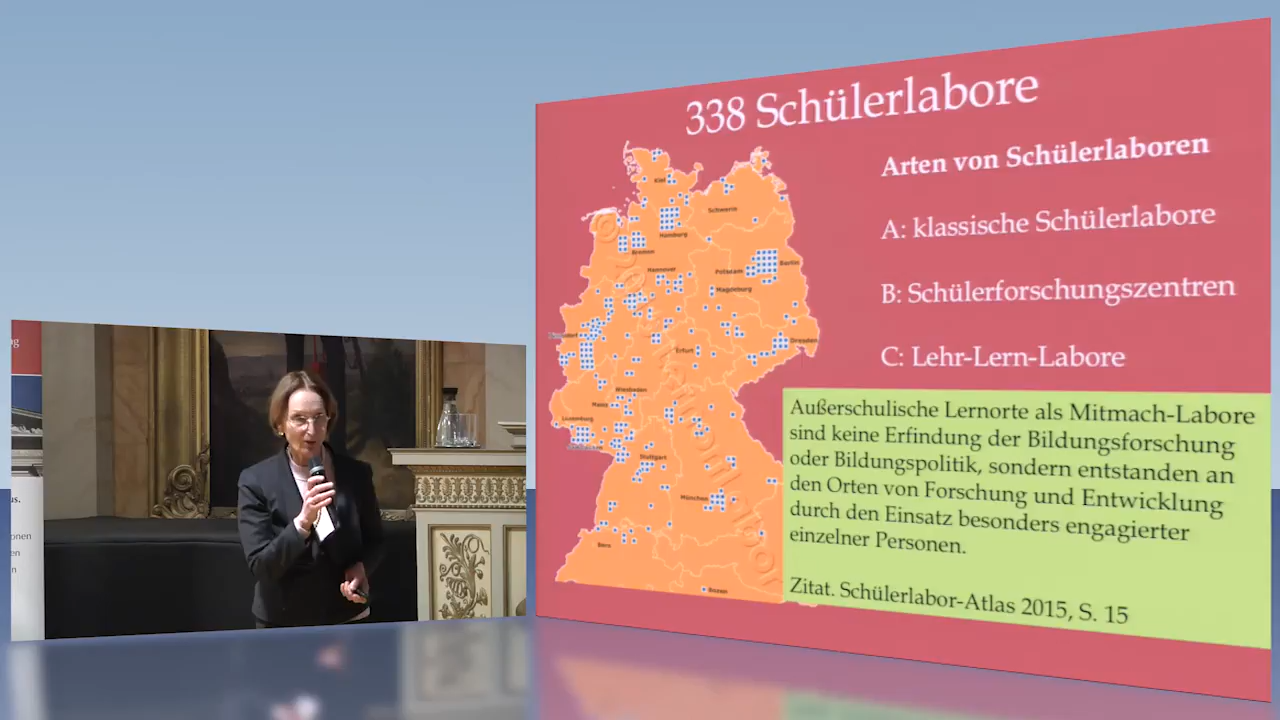 338 Schülerlabore
Arten von Schülerlaboren
A: klassische Schülerlabore
B: Schülerforschungszentren
C: Lehr-Lern-Labore
Außerschulische Lernorte als Mitmach-Labore
sind keine Erfindung der Bildungsforschung
oder Bildungspolitik, sondern entstanden an
den Orten von Forschung und Entwicklung
durch den Einsatz besonders engagierter
einzelner Personen.
Zitat. Schülerlabor-Atlas 2015, S. 15
Kiel
Schwerin
Hamburg
Bremen
Hannover
Berlin
Potsdam
Magdeburg
Dresden
Erfurt
Wiesbaden
Mainz
Luxemburg
Stuttgart
München
Bern
Bozen